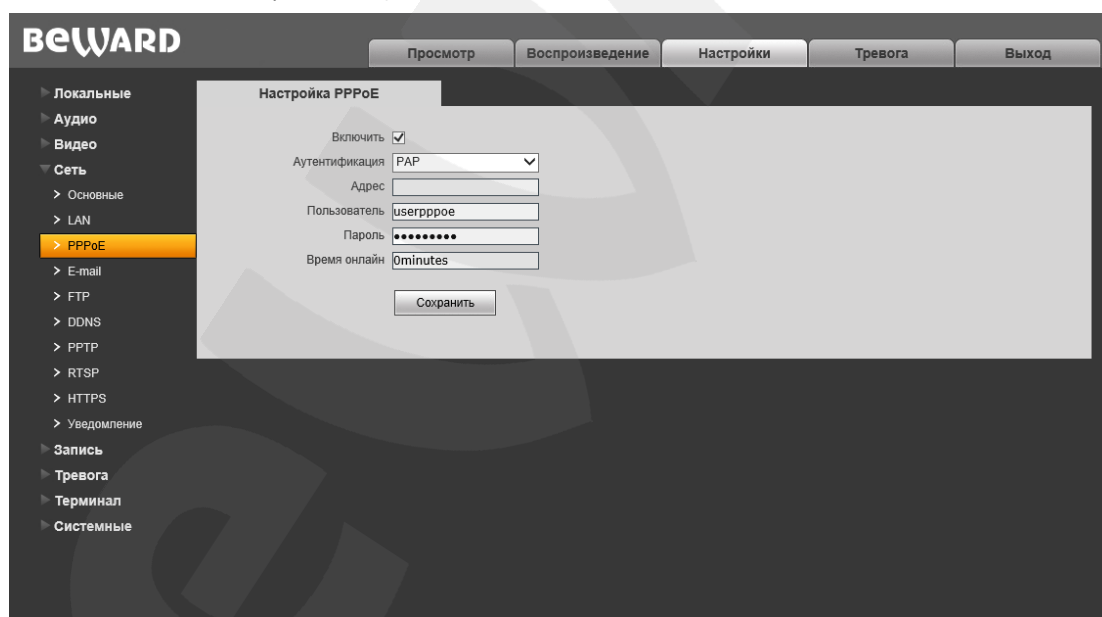 BEWARD
Просмотр Воспроизведение Настройки Тревога Выход
Локальные
Аудио
Видео
Сеть
Основные
LAN
PPPoE
E-mail
FTP
DDNS
PPTP
RTSP
HTTPS
Уведомление
Запись
Тревога
Терминал
Системные
Настройка PPPoE
Включить
Аутентификация PAP
Адрес
Пользователь userpppoe
Пароль ●●●●●●●●●
Время онлайн 0minutes
Сохранить